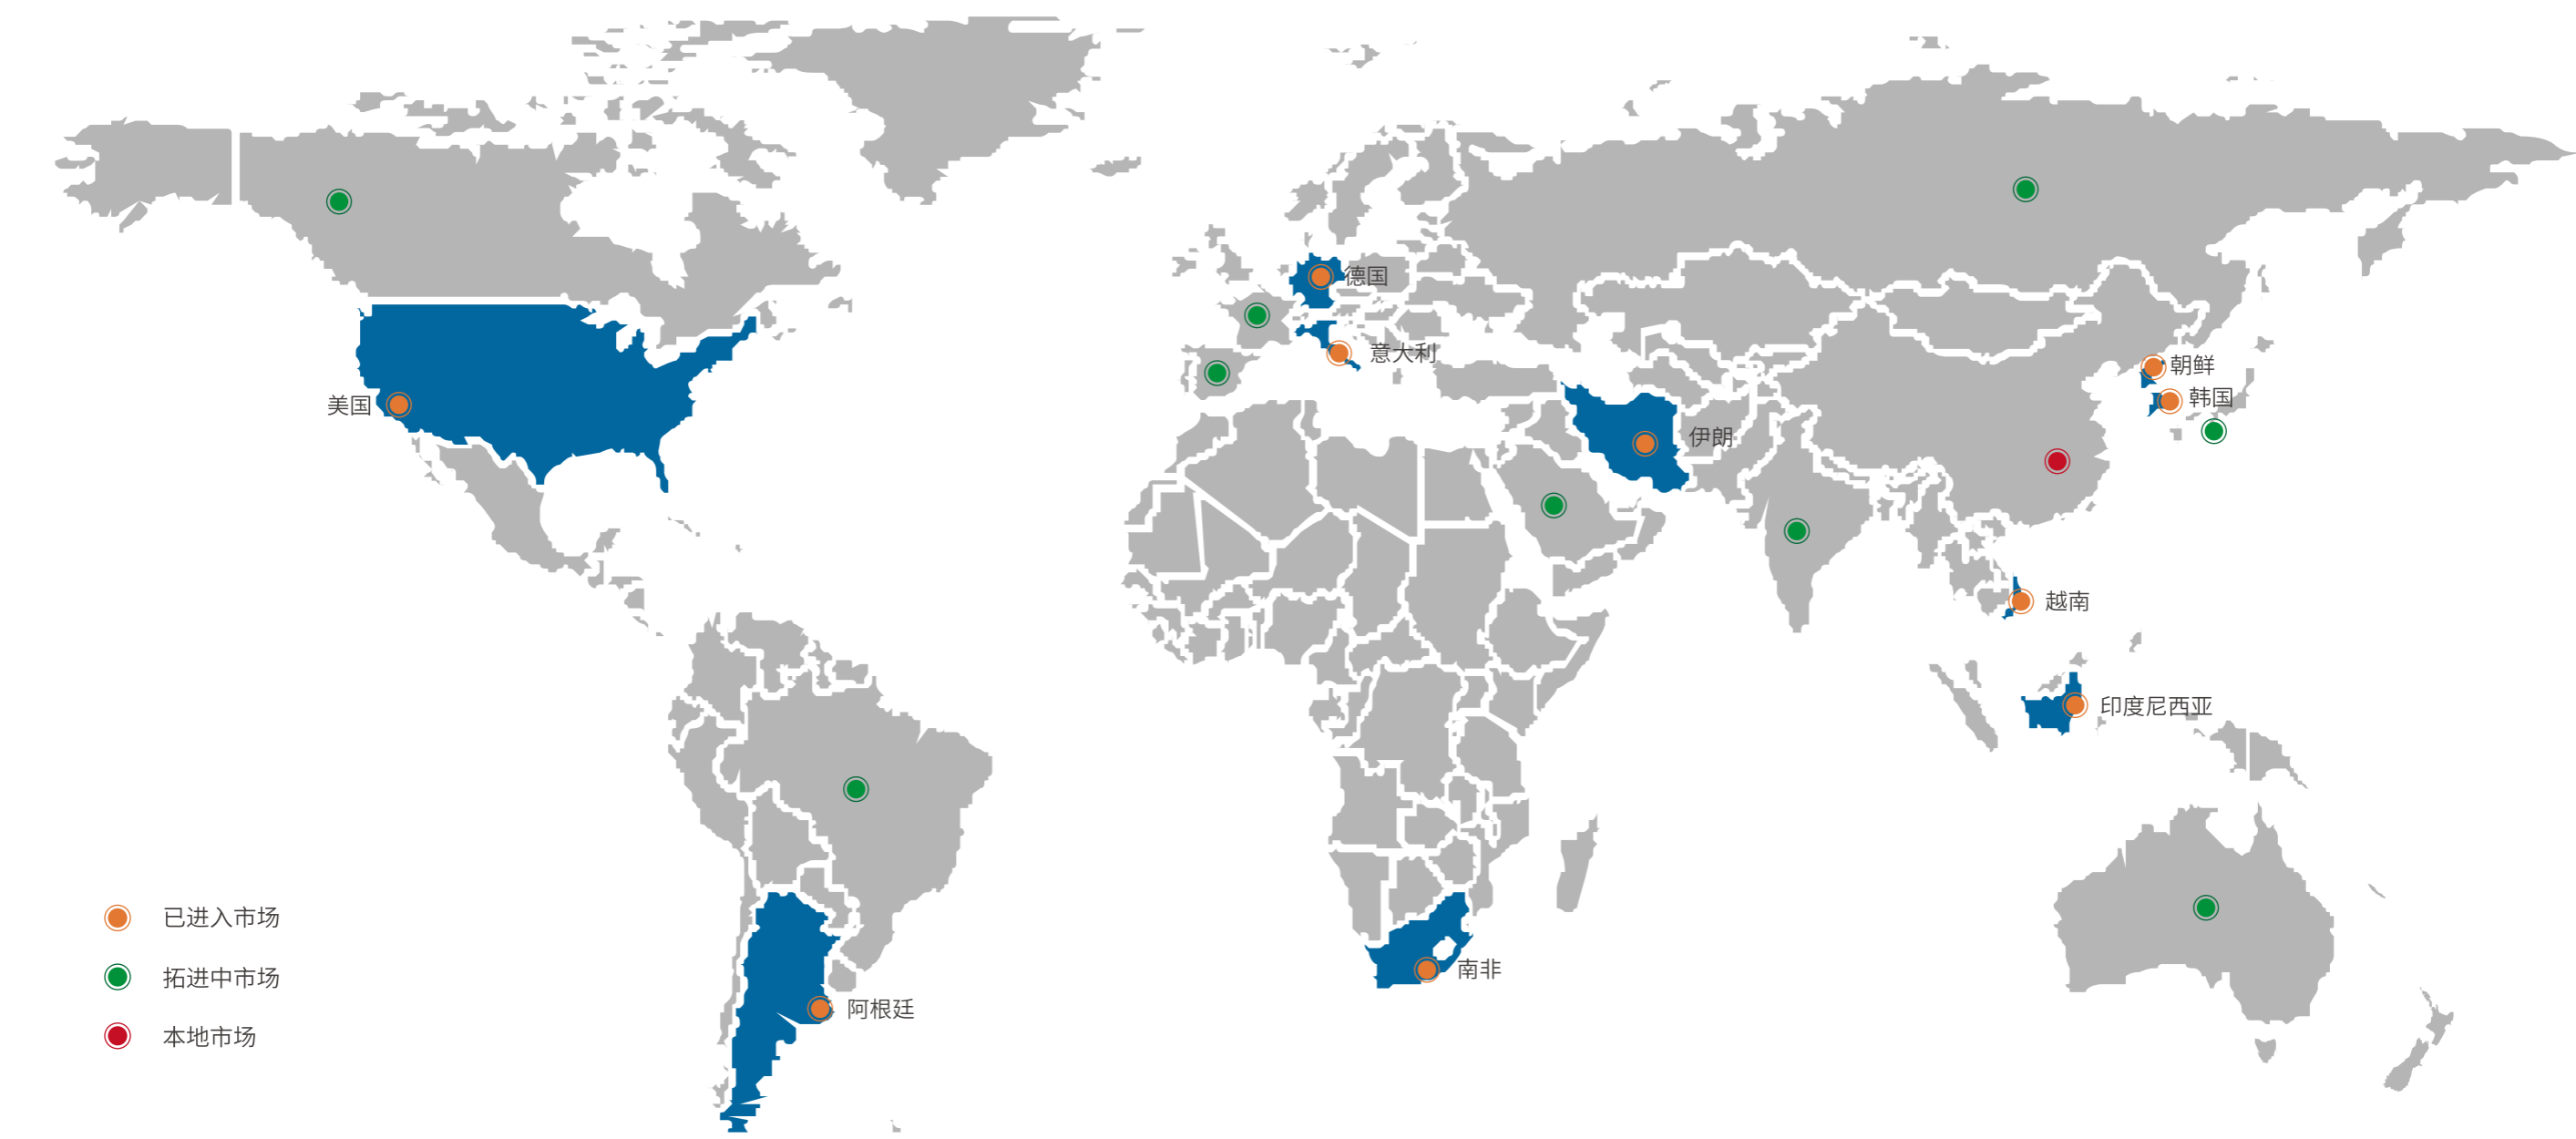 德国
意大利
朝鲜
韩国
美国
伊朗
越南
印度尼西亚
已进入市场
拓进中市场
本地市场
南非
阿根廷